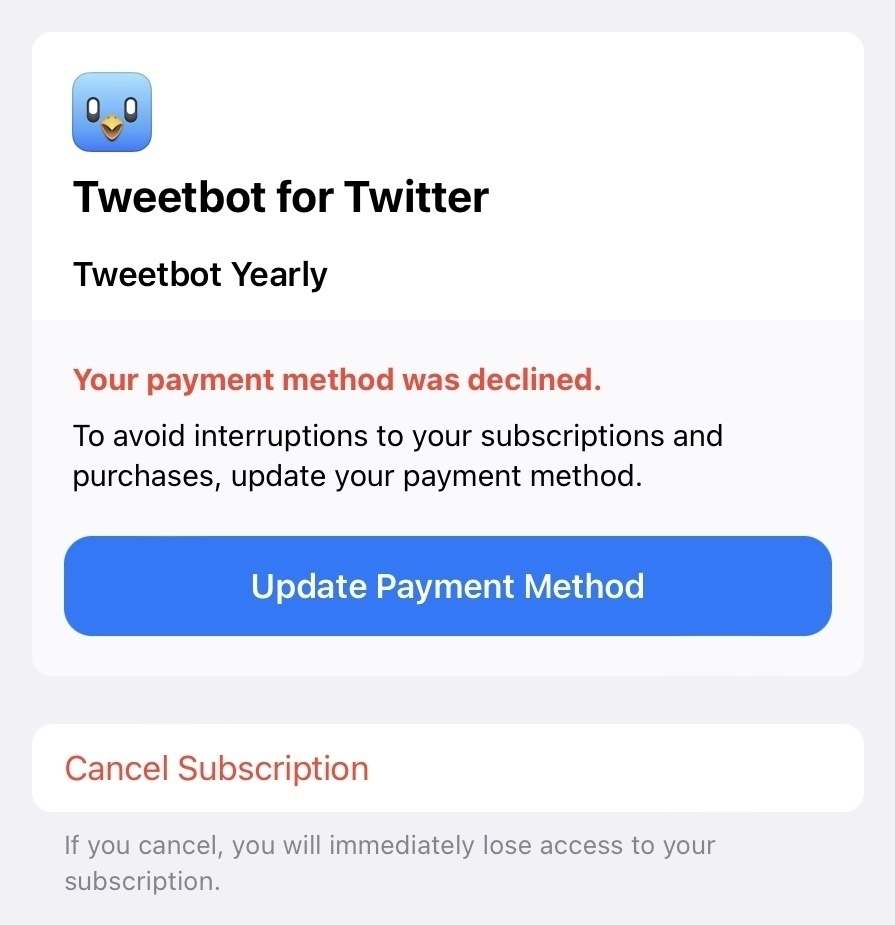 Tweetbot for Twitter
Tweetbot Yearly
Your payment method was declined.
To avoid interruptions to your subscriptions and
purchases, update your payment method.
Update Payment Method
Cancel Subscription
If you cancel, you will immediately lose access to your
subscription.